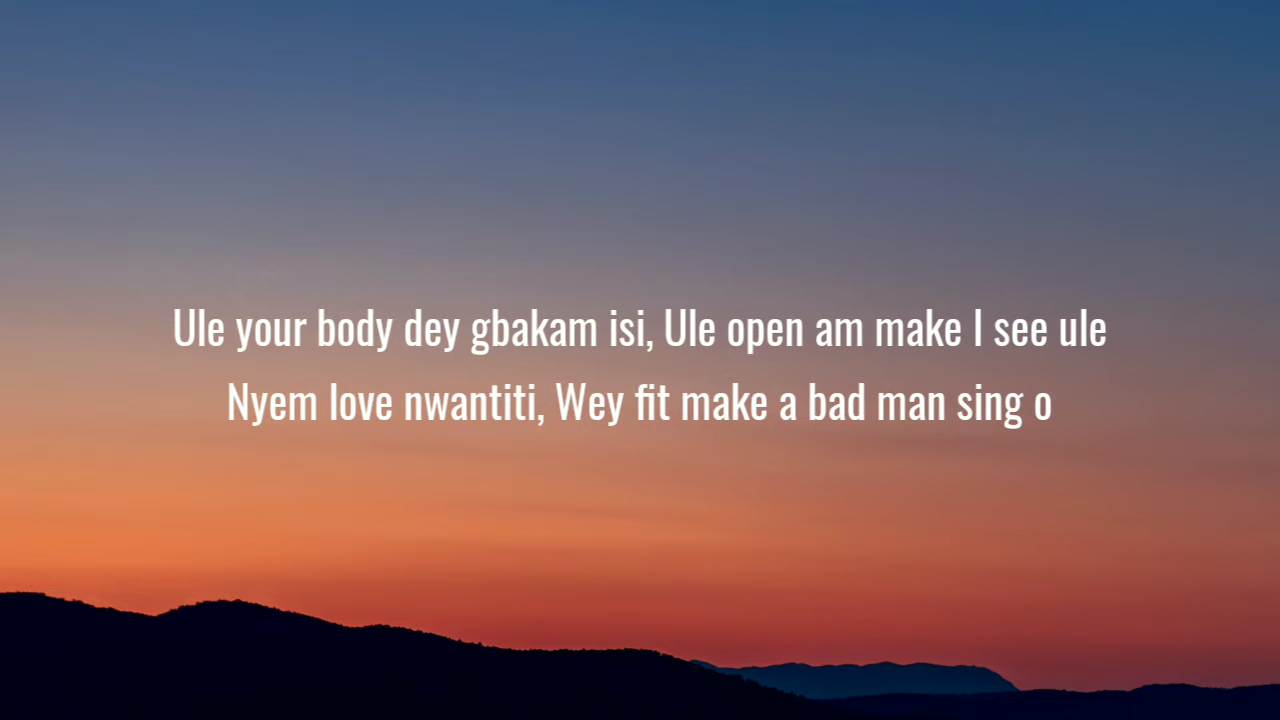 Ule your body dey gbakam isi, Ule open am make I see ule
Nyem love nwantiti, Wey fit make a bad man sing o